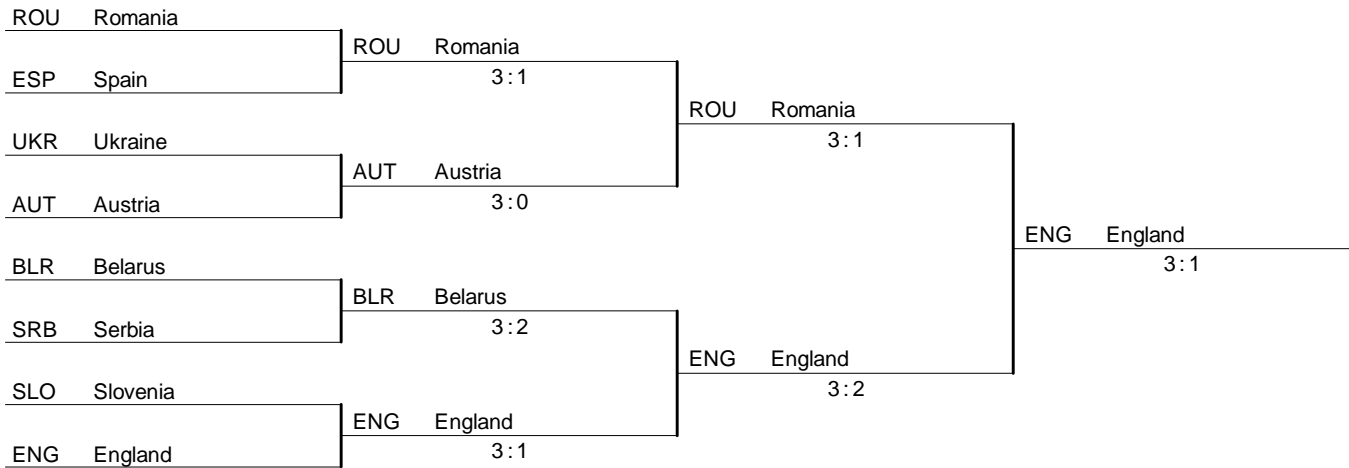 ROU Romania
ROU Romania
3:1
ESP Spain
ROU Romania
3:1
UKR Ukraine
AUT Austria
3:0
AUT Austria
ENG England
3:1
BLR Belarus
BLR Belarus
3:2
SRB Serbia
ENG England
3:2
SLO Slovenia
ENG England
3:1
ENG England